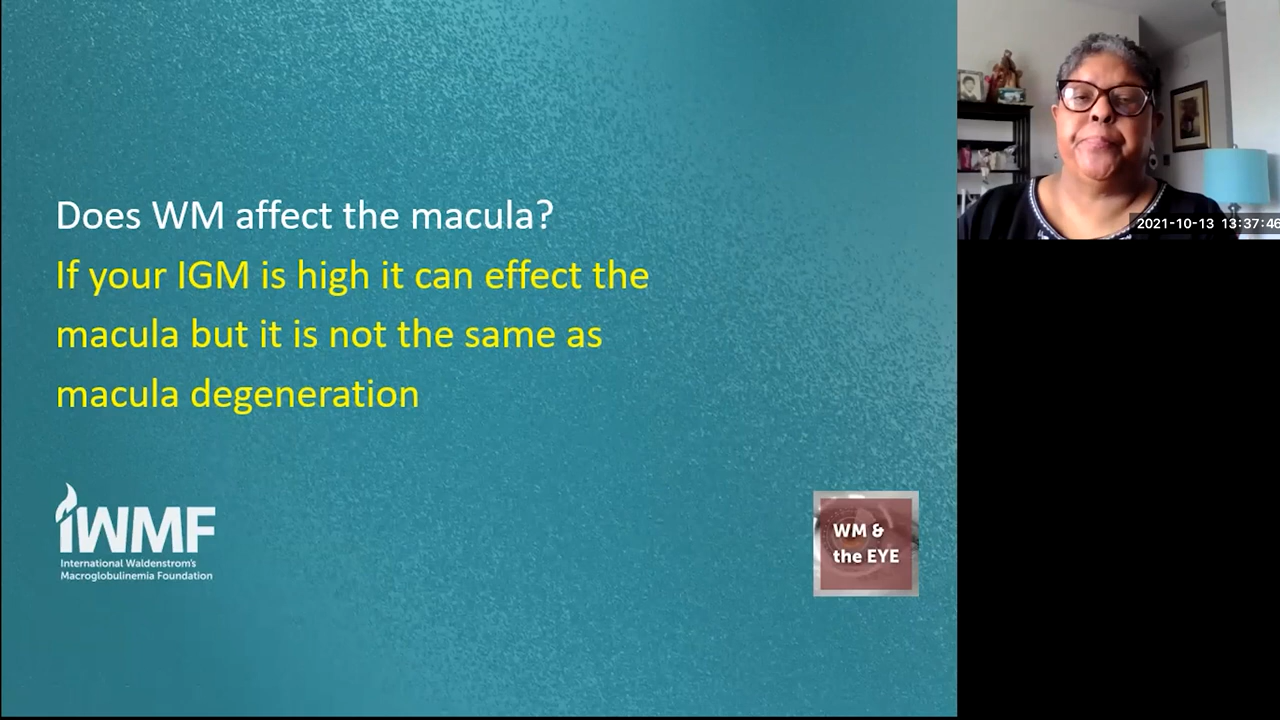 Does WM affect the macula?
If your IGM is high it can effect the
macula but it is not the same as
macula degeneration
iWMF
International Waldenstrom's
Macroglobulinemia Foundation
WM &
the EYE
2021-10-13 13:37:46